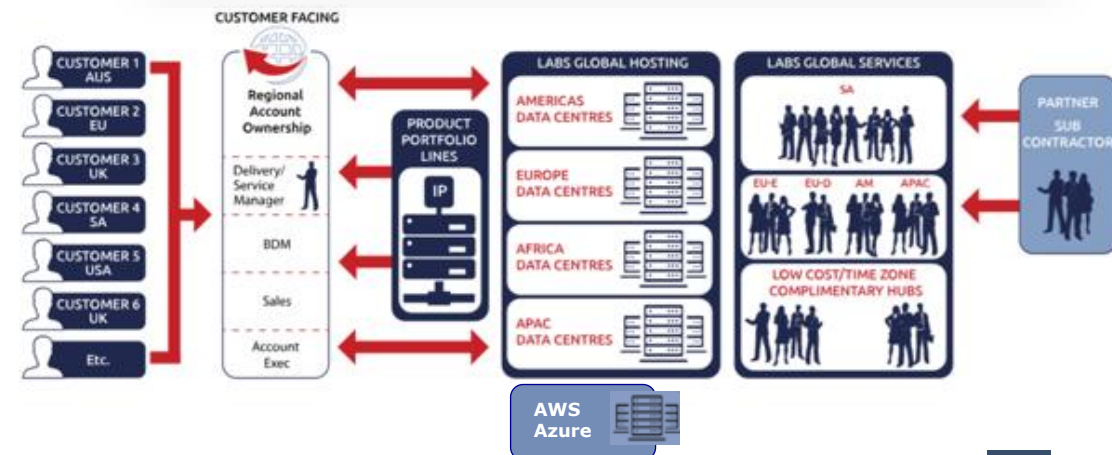 CUSTOMER FACING
CUSTOMER 1
AUS
CUSTOMER 2
EU
CUSTOMER 3
UK
CUSTOMER 4
SA
CUSTOMER 5
USA
CUSTOMER 6
UK
Etc.
Regional
Account
Ownership
Delivery/
Service
Manager
BDM
Sales
Account
Exec
PRODUCT
PORTFOLIO
LINES
IP
LABS GLOBAL HOSTING
AMERICAS
DATA CENTRES
EUROPE
DATA CENTRES
AFRICA
DATA CENTRES
APAC
DATA CENTRES
AWS
Azure
LABS GLOBAL SERVICES
SA
EU-E EU-D AM APAC
LOW COST/TIME ZONE
COMPLIMENTARY HUBS
PARTNER
SUB
CONTRACTOR